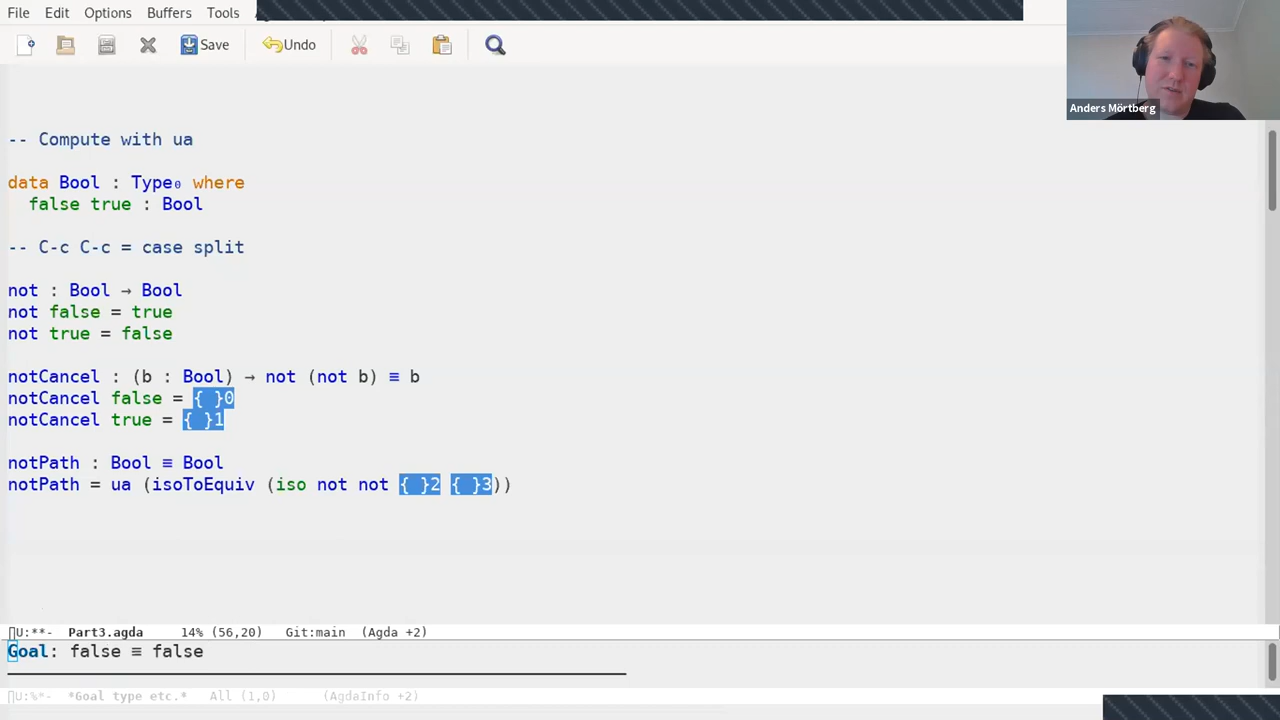 File Edit Options Buffers Tools
Save Undo
Anders Mörtberg
-- Compute with ua
data Bool : Type₀ where
  false true : Bool
-- C-c C-c = case split
not : Bool → Bool
not false = true
not true = false
notCancel : (b : Bool) → not (not b) ≡ b
notCancel false = { }0
notCancel true = { }1
notPath : Bool ≡ Bool
notPath = ua (isoToEquiv (iso not not { }2 { }3))
U:**-  Part3.agda    14% (56,20)  Git:main  (Agda +2)
Goal: false ≡ false
U:%*-  *Goal type etc.*  All (1,0)    (AgdaInfo +2)